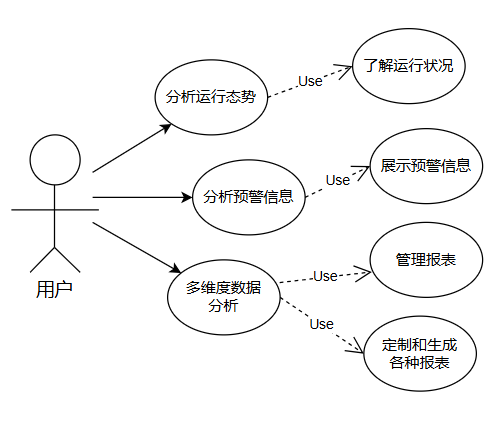 了解运行状况
Use
分析运行态势
展示预警信息
Use
分析预警信息
管理报表
Use
多维度数据
分析
用户
Use
定制和生成
各种报表